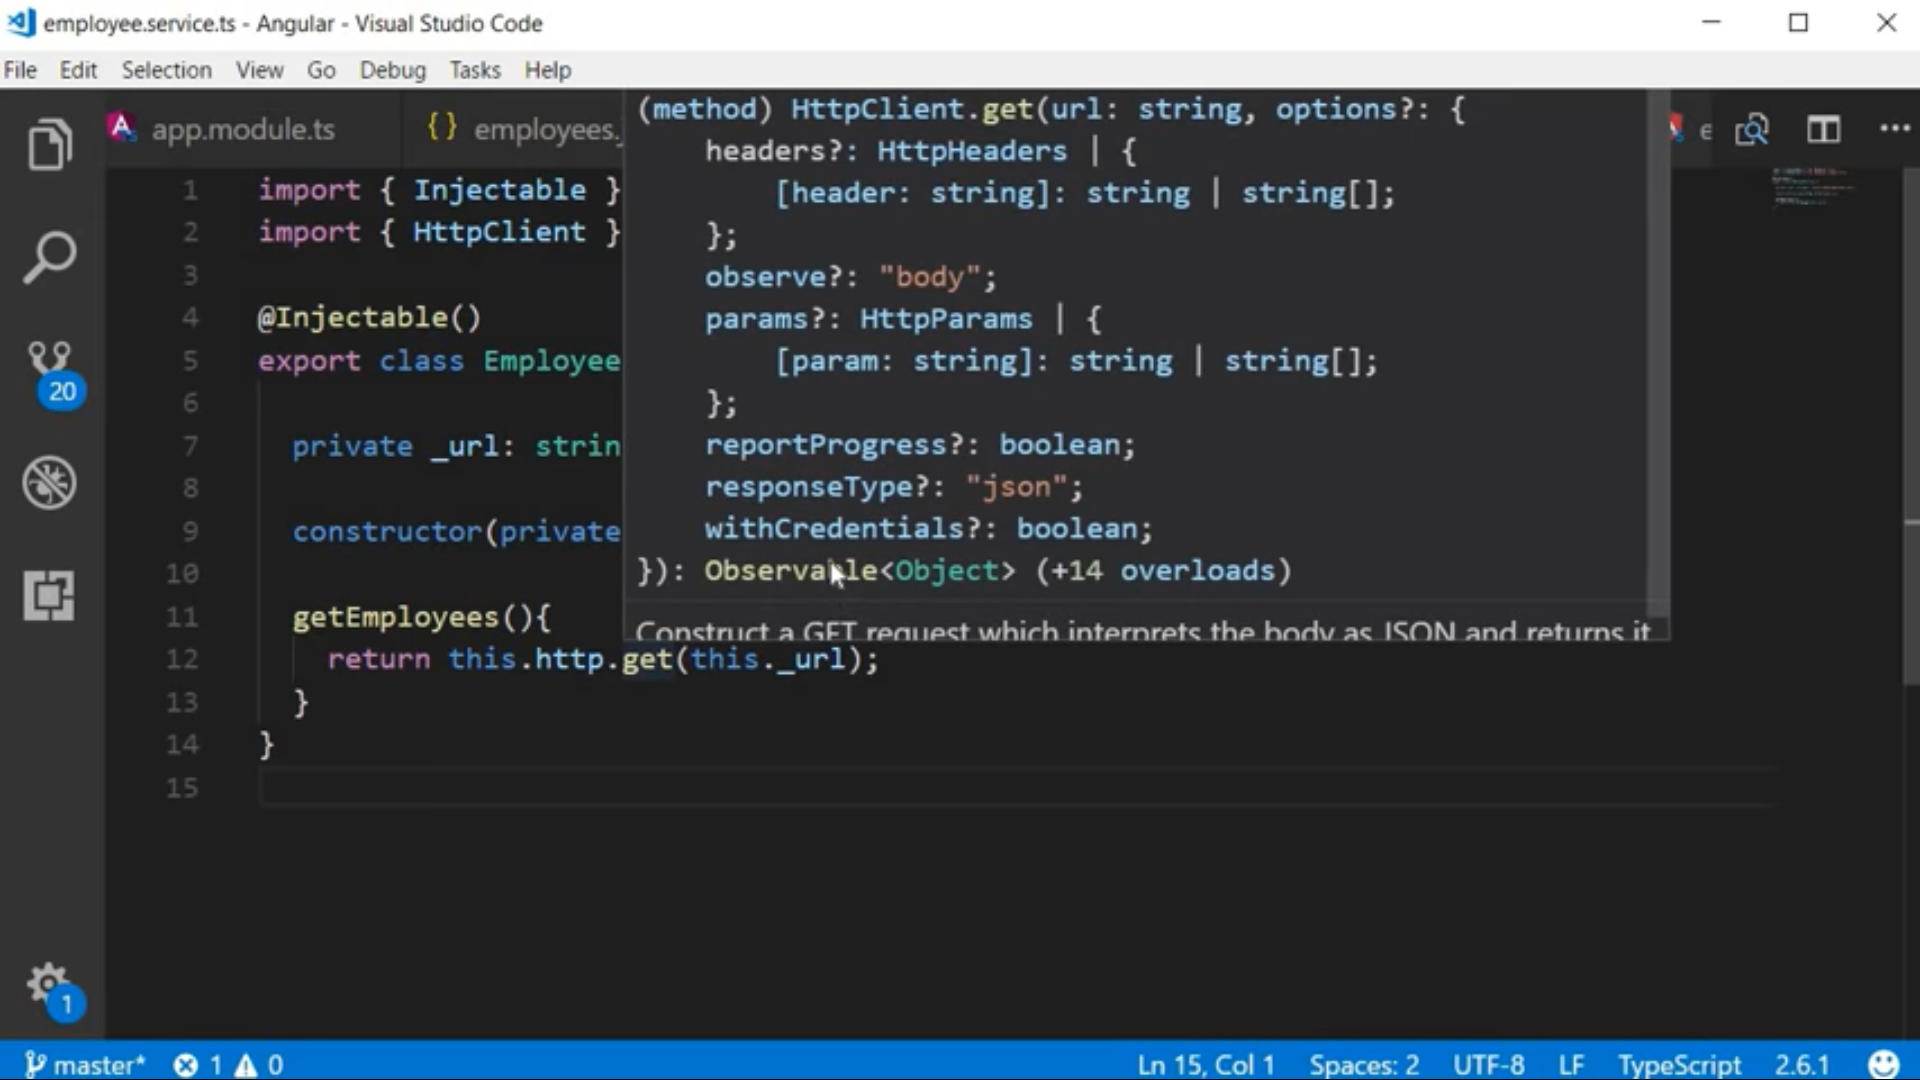 employee.service.ts - Angular - Visual Studio Code
File Edit Selection View Go Debug Tasks Help
app.module.ts
{} employees.
e
(method) HttpClient.get(url: string, options?: {
headers?: HttpHeaders | {
[header: string]: string | string[];
};
observe?: "body";
params?: HttpParams | {
[param: string]: string | string[];
};
reportProgress?: boolean;
responseType?: "json";
withCredentials?: boolean;
}): Observable<Object> (+14 overloads)
Construct a GET request which interprets the body as JSON and returns it
1 import { Injectable }
2 import { HttpClient }
3
4 @Injectable()
5 export class Employee
6
7 private _url: strin
8
9 constructor(private
10
11 getEmployees(){
12 return this.http.get(this._url);
13 }
14 }
15
20
1
master* 1 0 Ln 15, Col 1 Spaces: 2 UTF-8 LF TypeScript 2.6.1